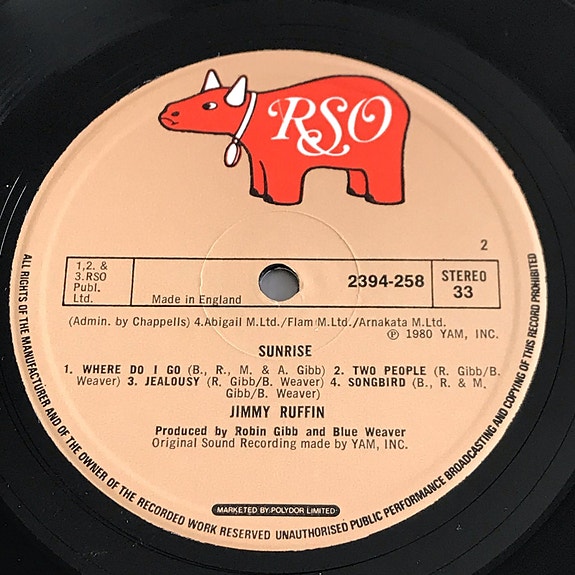 RSO
2
1,2. &
3.RSO
Publ.
Ltd.
Made in England
2394-258
STEREO
33
(Admin. by Chappells) 4.Abigail M.Ltd./Flam M.Ltd./Arnakata M.Ltd.
℗ 1980 YAM, INC.
SUNRISE
1. WHERE DO I GO (B., R., M. & A. Gibb) 2. TWO PEOPLE (R. Gibb/B.
Weaver) 3. JEALOUSY (R. Gibb/B. Weaver) 4. SONGBIRD (B., R. & M.
Gibb/B. Weaver)
JIMMY RUFFIN
Produced by Robin Gibb and Blue Weaver
Original Sound Recording made by YAM, INC.
MARKETED BY POLYDOR LIMITED
ALL RIGHTS OF THE MANUFACTURER AND OF THE OWNER OF THE RECORDED WORK RESERVED UNAUTHORISED PUBLIC PERFORMANCE BROADCASTING AND COPYING OF THIS RECORD PROHIBITED